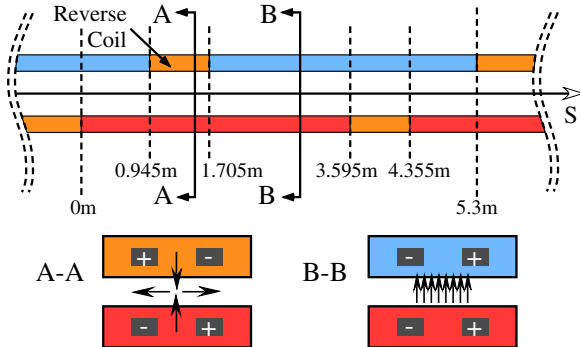 Reverse
Coil
A
B
S
A
B
0.945m
1.705m
3.595m
4.355m
0m
5.3m
A-A
+ -
- +
B-B
- +
- +